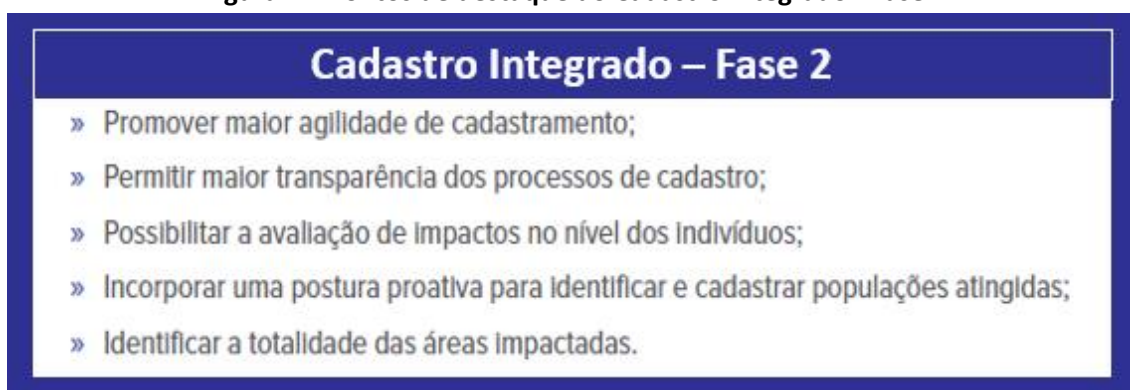 Cadastro Integrado – Fase 2
» Promover maior agilidade de cadastramento;
» Permitir maior transparência dos processos de cadastro;
» Possibilitar a avaliação de impactos no nível dos indivíduos;
» Incorporar uma postura proativa para identificar e cadastrar populações atingidas;
» Identificar a totalidade das áreas impactadas.